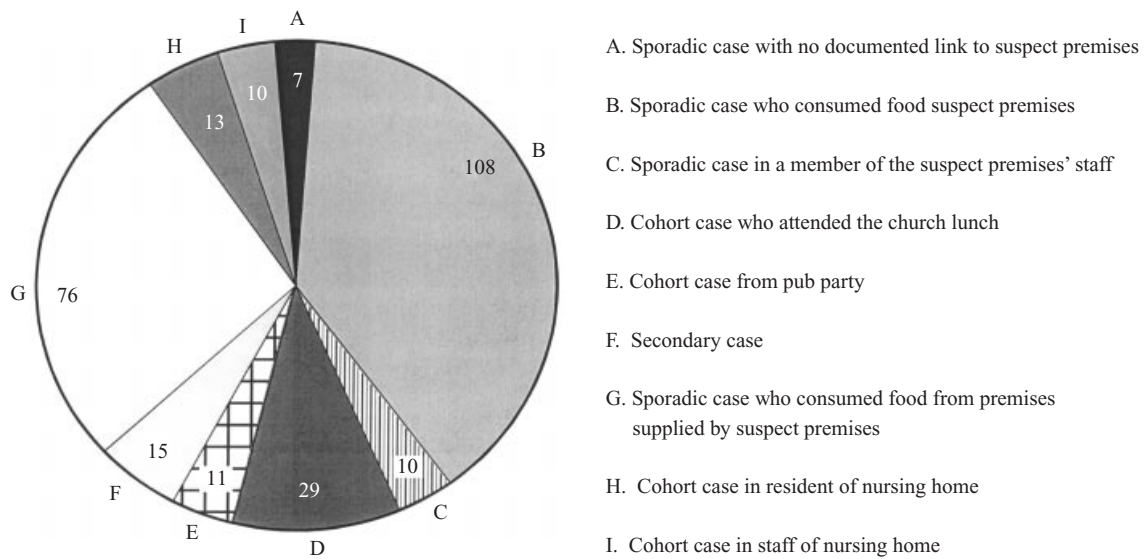 I
A
H
7
10
13
B
108
G
76
15
11
29
10
F
E
D
C
A. Sporadic case with no documented link to suspect premises
B. Sporadic case who consumed food suspect premises
C. Sporadic case in a member of the suspect premises’ staff
D. Cohort case who attended the church lunch
E. Cohort case from pub party
F. Secondary case
G. Sporadic case who consumed food from premises
supplied by suspect premises
H. Cohort case in resident of nursing home
I. Cohort case in staff of nursing home